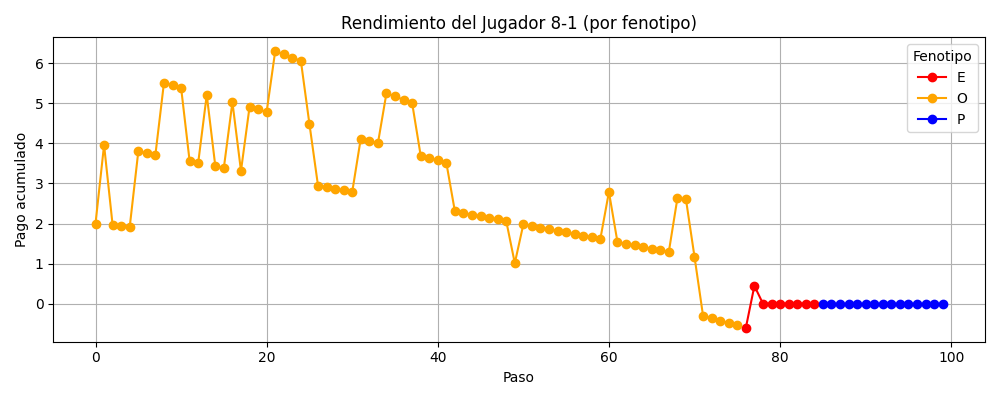 Rendimiento del Jugador 8-1 (por fenotipo)
Pago acumulado
6
5
4
3
2
1
0
0 20 40 60 80 100
Paso
Fenotipo
E
O
P